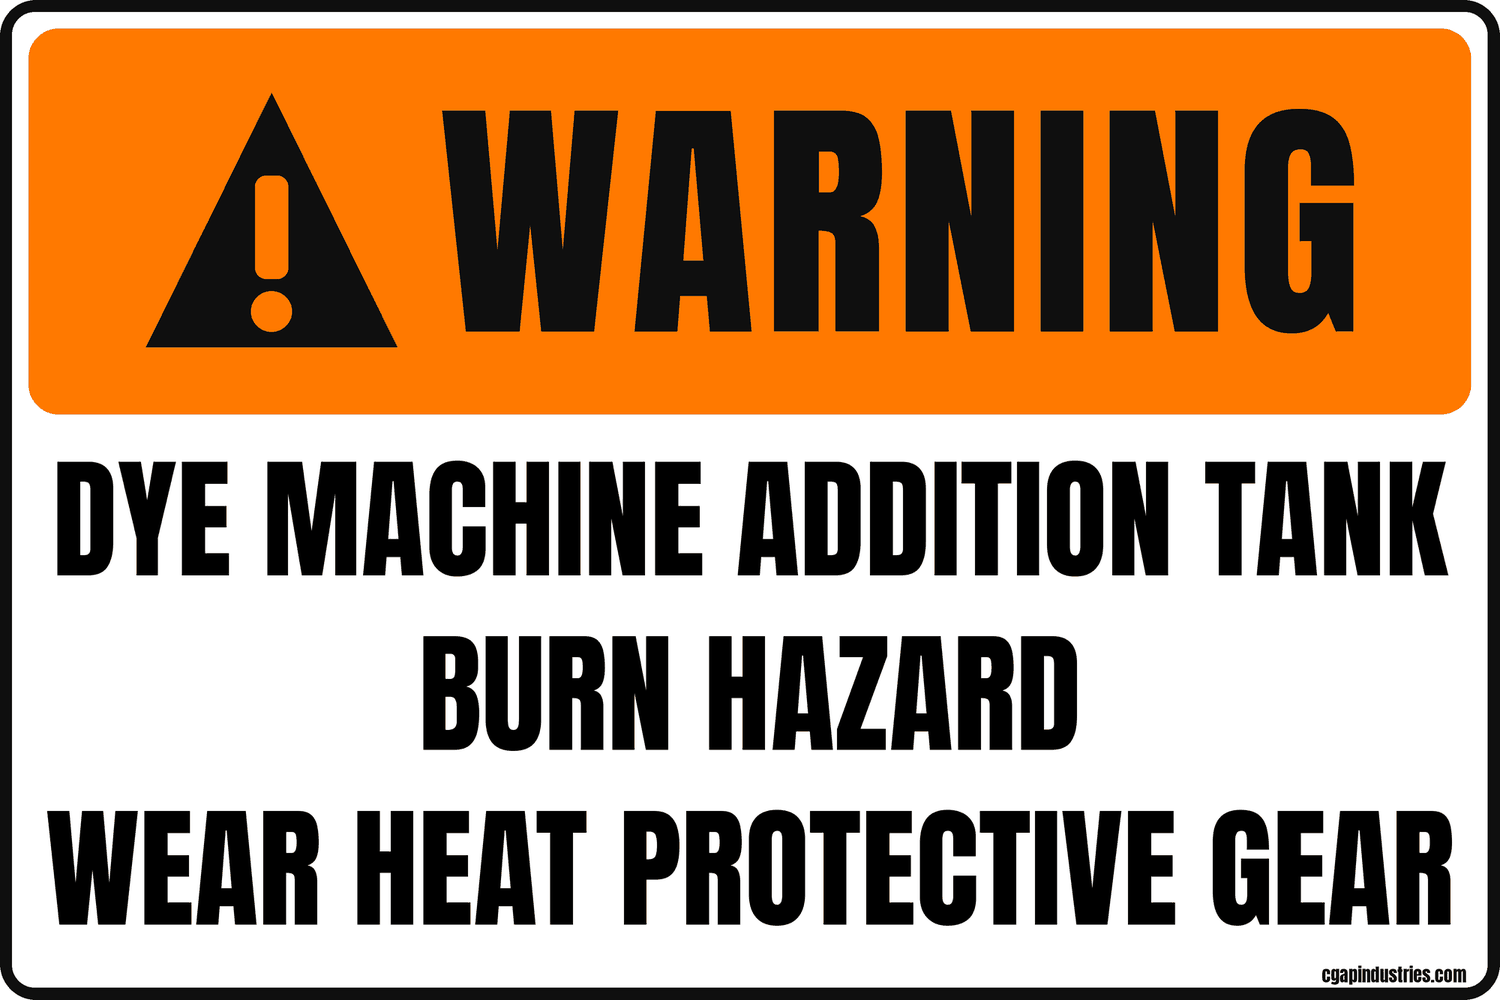 WARNING
DYE MACHINE ADDITION TANK
BURN HAZARD
WEAR HEAT PROTECTIVE GEAR
cgapindustries.com